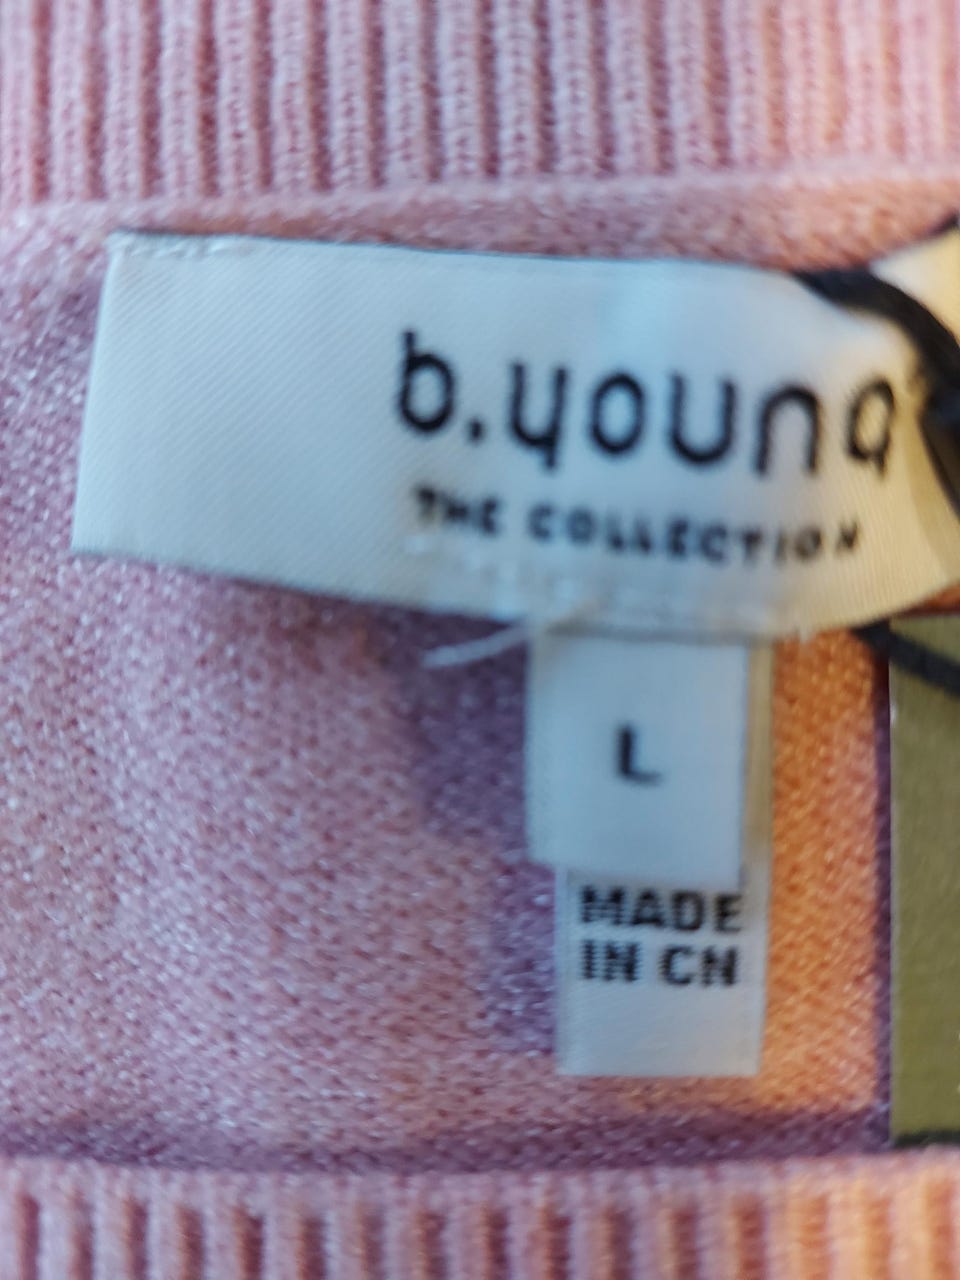 b.young
THE COLLECTION
L
MADE
IN CN